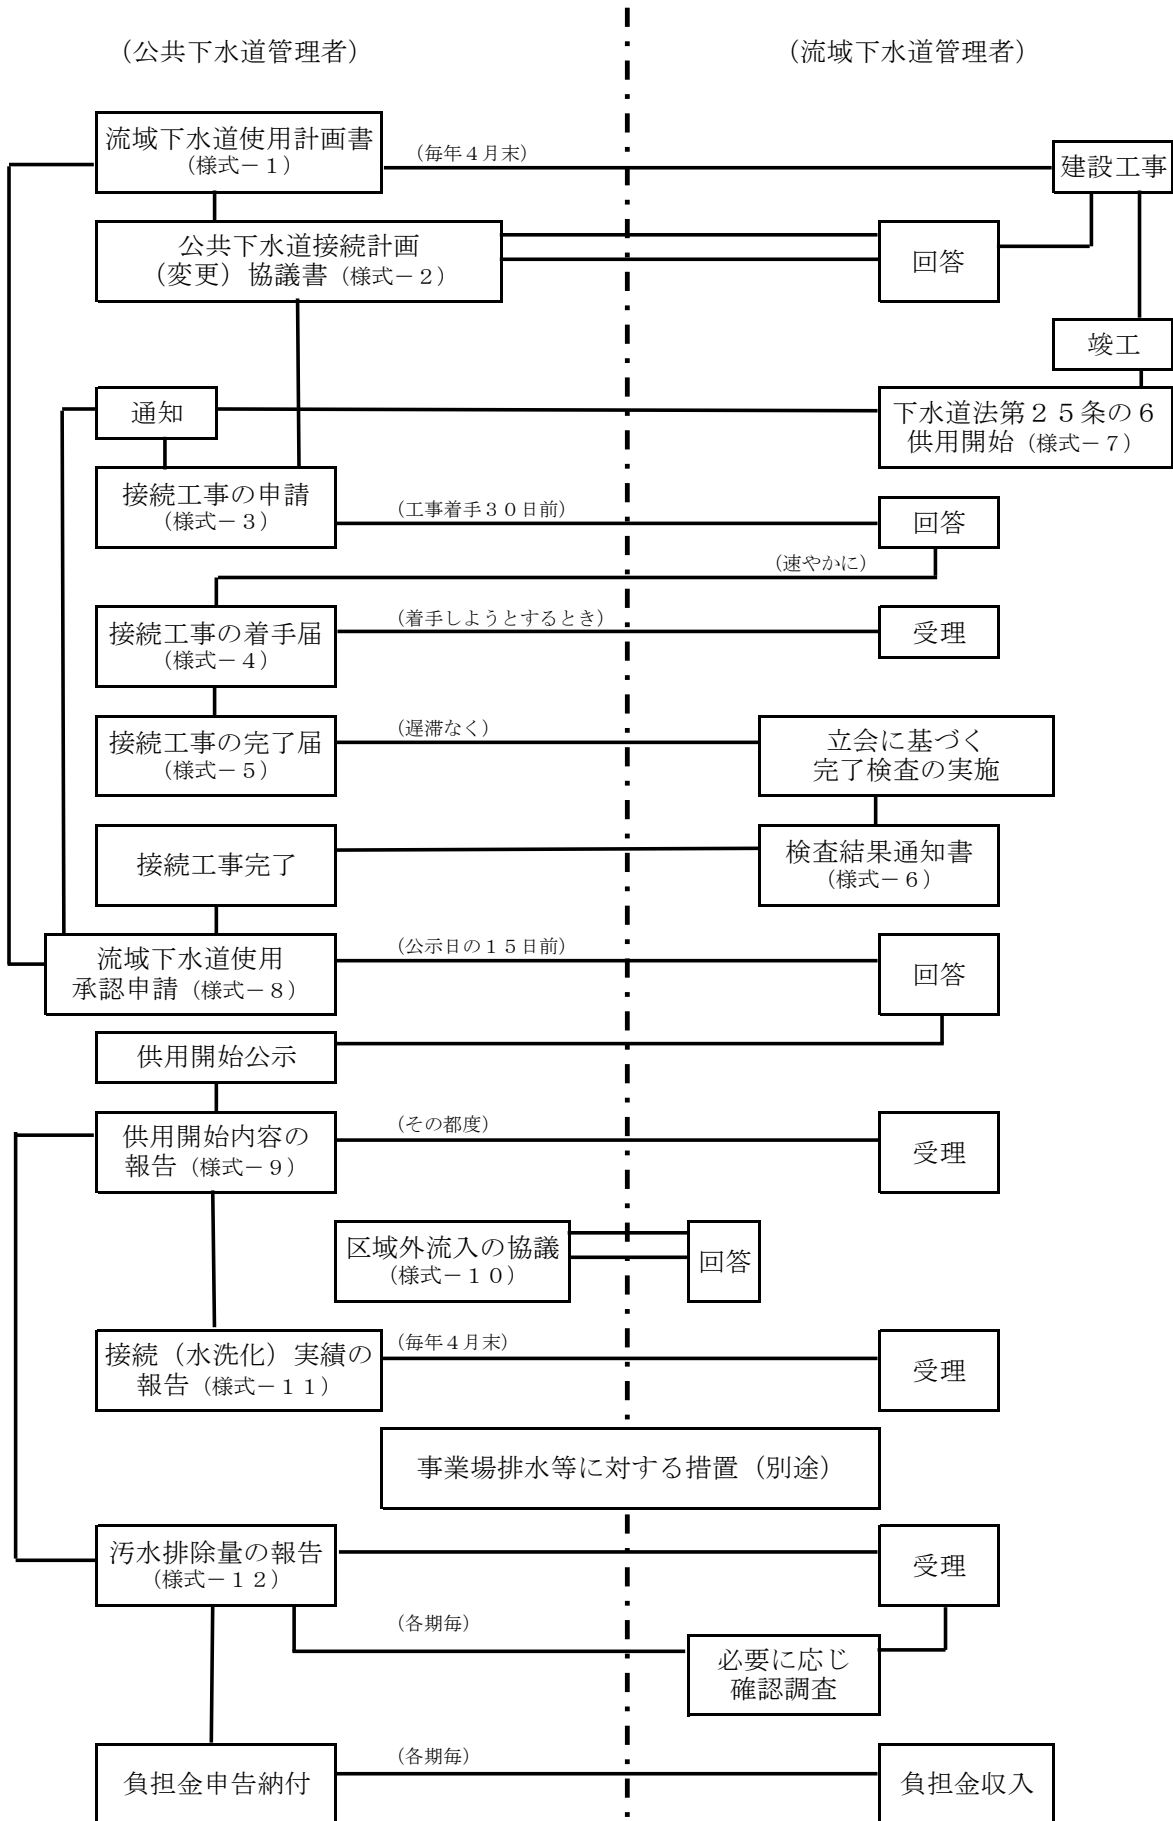 （公共下水道管理者）
（流域下水道管理者）
流域下水道使用計画書
（様式－１）
（毎年４月末）
建設工事
公共下水道接続計画
（変更）協議書（様式－２）
回答
竣工
通知
下水道法第２５条の６
供用開始（様式－７）
接続工事の申請
（様式－３）
（工事着手３０日前）
回答
（速やかに）
接続工事の着手届
（様式－４）
（着手しようとするとき）
受理
接続工事の完了届
（様式－５）
（遅滞なく）
立会に基づく
完了検査の実施
接続工事完了
検査結果通知書
（様式－６）
流域下水道使用
承認申請（様式－８）
（公示日の１５日前）
回答
供用開始公示
供用開始内容の
報告（様式－９）
（その都度）
受理
区域外流入の協議
（様式－１０）
回答
接続（水洗化）実績の
報告（様式－１１）
（毎年４月末）
受理
事業場排水等に対する措置（別途）
汚水排除量の報告
（様式－１２）
受理
（各期毎）
必要に応じ
確認調査
負担金申告納付
（各期毎）
負担金収入